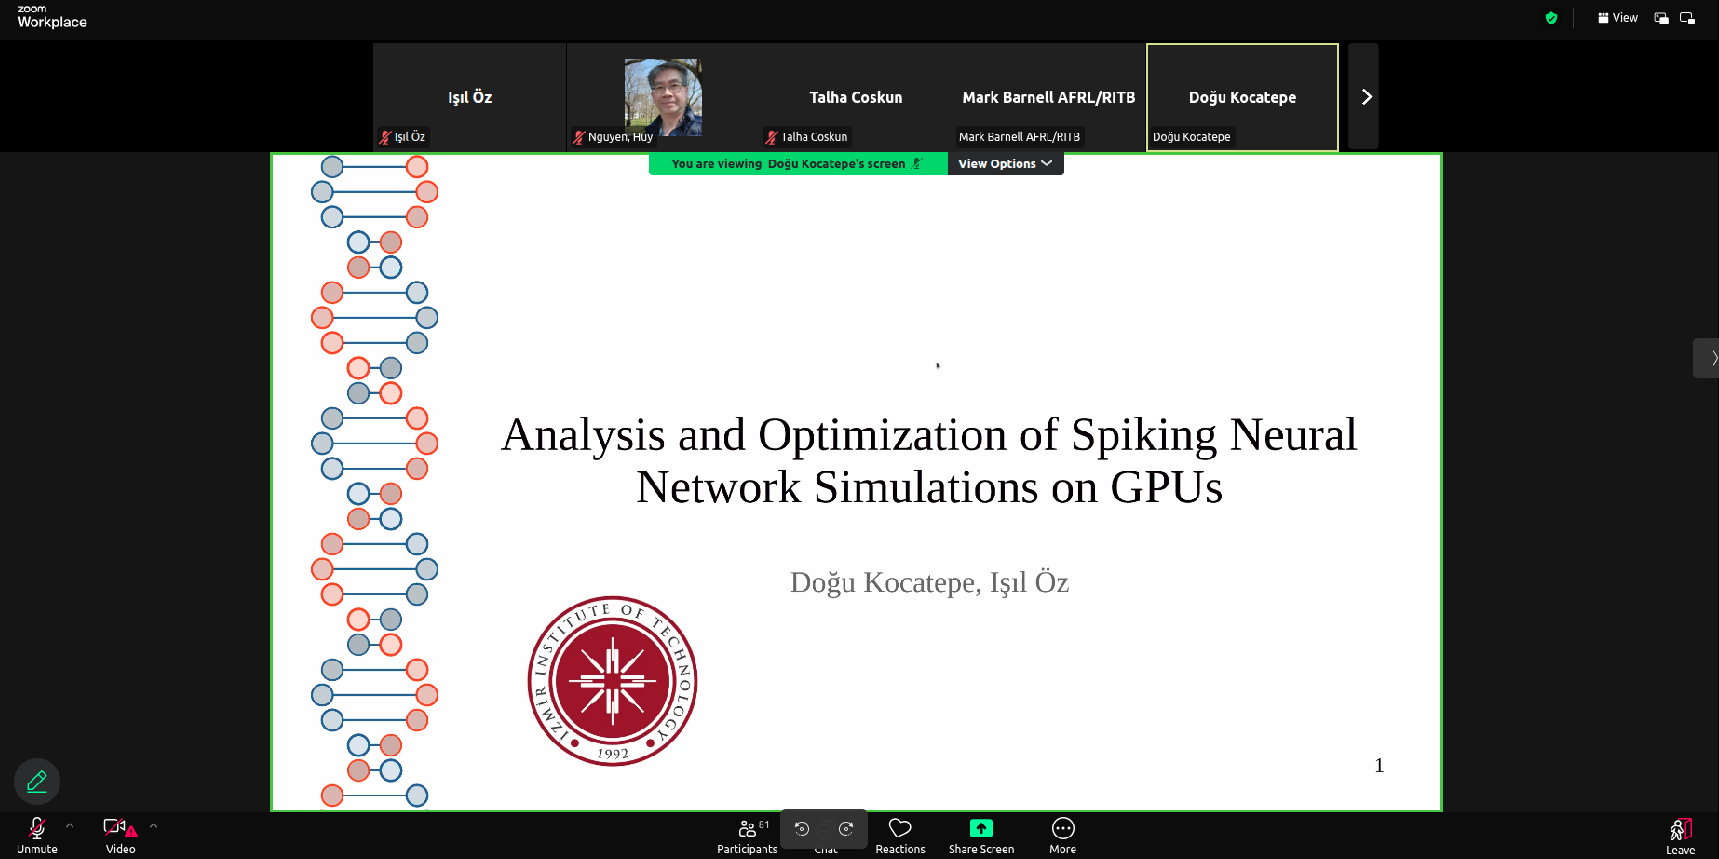 zoom
Workplace
View
Işıl Öz
Talha Coskun
Mark Barnell AFRL/RITB
Doğu Kocatepe
Işıl Öz
Nguyen, Huy
Talha Coskun
Mark Barnell AFRL/RITB
Doğu Kocatepe
You are viewing Doğu Kocatepe's screen
View Options
Analysis and Optimization of Spiking Neural
Network Simulations on GPUs
Doğu Kocatepe, Işıl Öz
IZMİR INSTITUTE OF TECHNOLOGY
1992
1
Unmute
Video
81
Participants
Chat
Reactions
Share Screen
More
Leave